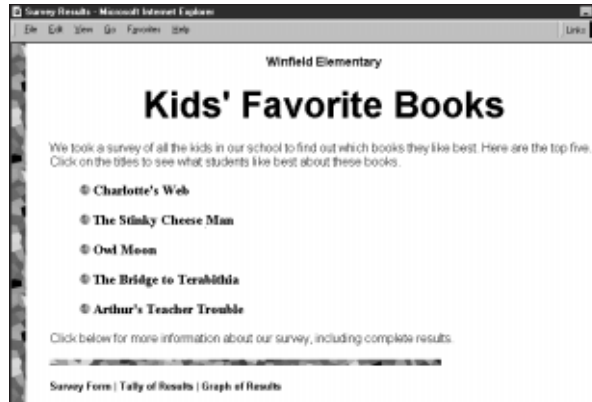 Survey Results - Microsoft Internet Explorer
File Edit View Go Favorites Help
Links
Winfield Elementary
Kids' Favorite Books
We took a survey of all the kids in our school to find out which books they like best. Here are the top five.
Click on the titles to see what students like best about these books.
Charlotte's Web
The Stinky Cheese Man
Owl Moon
The Bridge to Terabithia
Arthur's Teacher Trouble
Click below for more information about our survey, including complete results.
Survey Form | Tally of Results | Graph of Results